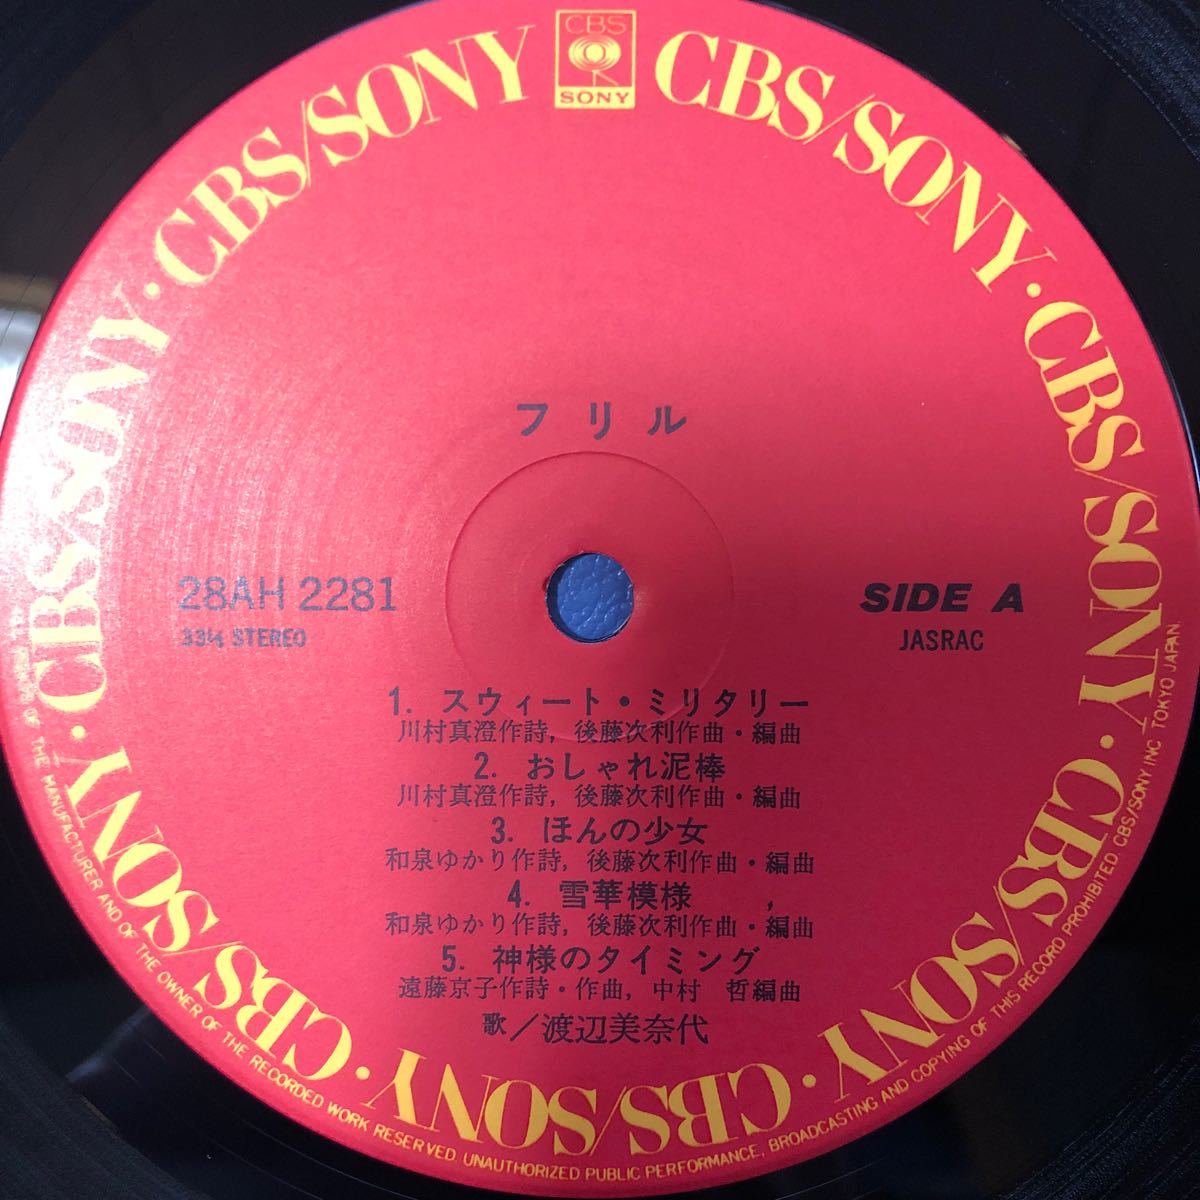 CBS
SONY
CBS/SONY · CBS/SONY · CBS/SONY · CBS/SONY · CBS/SONY · CBS/SONY · CBS/SONY · CBS/SONY · CBS/SONY
フリル
28AH 2281
33⅓ STEREO
SIDE A
JASRAC
1. スウィート・ミリタリー
川村真澄作詩, 後藤次利作曲・編曲
2. おしゃれ泥棒
川村真澄作詩, 後藤次利作曲・編曲
3. ほんの少女
和泉ゆかり作詩, 後藤次利作曲・編曲
4. 雪華模様
和泉ゆかり作詩, 後藤次利作曲・編曲
5. 神様のタイミング
遠藤京子作詩・作曲, 中村 哲編曲
歌/渡辺美奈代
OF THE MANUFACTURER AND OF THE OWNER OF THE RECORDED WORK RESERVED. UNAUTHORIZED PUBLIC PERFORMANCE, BROADCASTING AND COPYING OF THIS RECORD PROHIBITED CBS/SONY INC. TOKYO JAPAN.